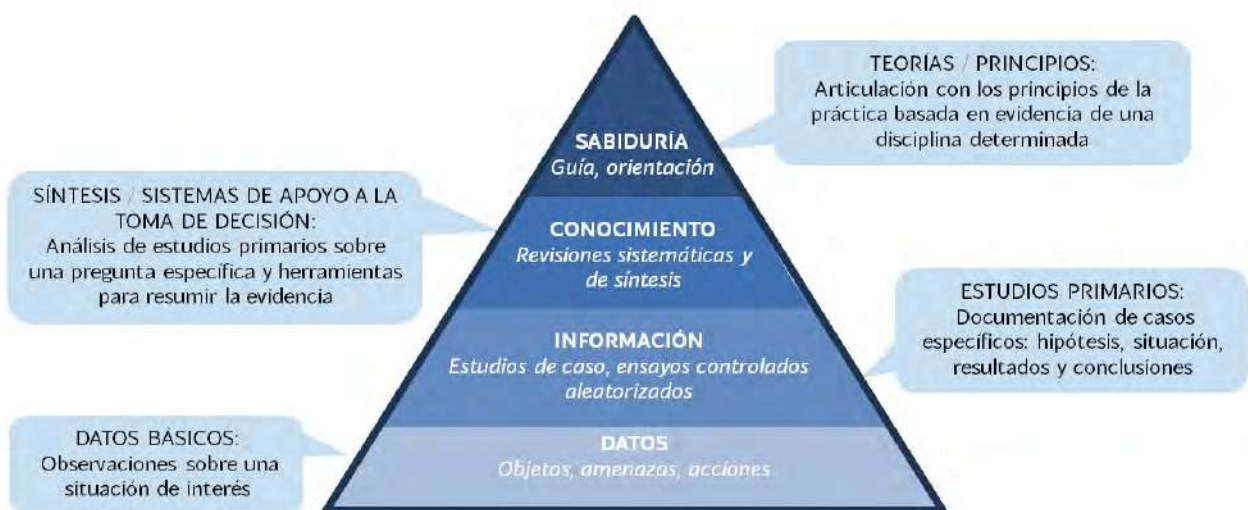 TEORÍAS / PRINCIPIOS:
Articulación con los principios de la
práctica basada en evidencia de una
disciplina determinada
SABIDURÍA
Guía, orientación
SÍNTESIS / SISTEMAS DE APOYO A LA
TOMA DE DECISIÓN:
Análisis de estudios primarios sobre
una pregunta específica y herramientas
para resumir la evidencia
CONOCIMIENTO
Revisiones sistemáticas y
de síntesis
ESTUDIOS PRIMARIOS:
Documentación de casos
específicos: hipótesis, situación,
resultados y conclusiones
INFORMACIÓN
Estudios de caso, ensayos controlados
aleatorizados
DATOS BÁSICOS:
Observaciones sobre una
situación de interés
DATOS
Objetos, amenazas, acciones